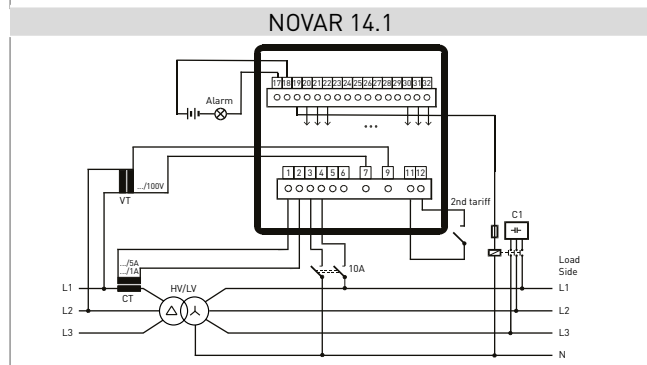 NOVAR 14.1
17 18 19 20 21 22 23 24 25 26 27 28 29 30 31 32
Alarm
...
1 2 3 4 5 6 7 9 11 12
.../100V
VT
2nd tariff
C1
.../5A
.../1A
10A
Load
Side
L1 CT HV/LV L1
L2 L2
L3 L3
N